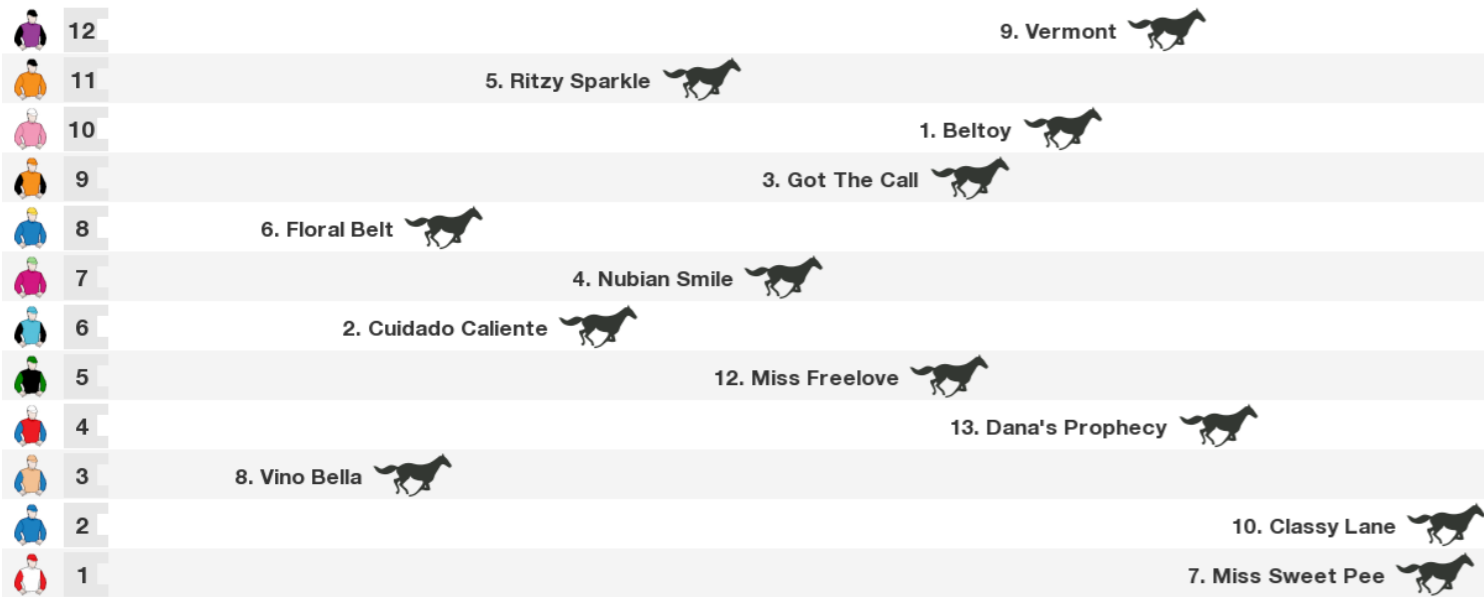 12 9. Vermont
11 5. Ritzy Sparkle
10 1. Beltoy
9 3. Got The Call
8 6. Floral Belt
7 4. Nubian Smile
6 2. Cuidado Caliente
5 12. Miss Freelove
4 13. Dana's Prophecy
3 8. Vino Bella
2 10. Classy Lane
1 7. Miss Sweet Pee